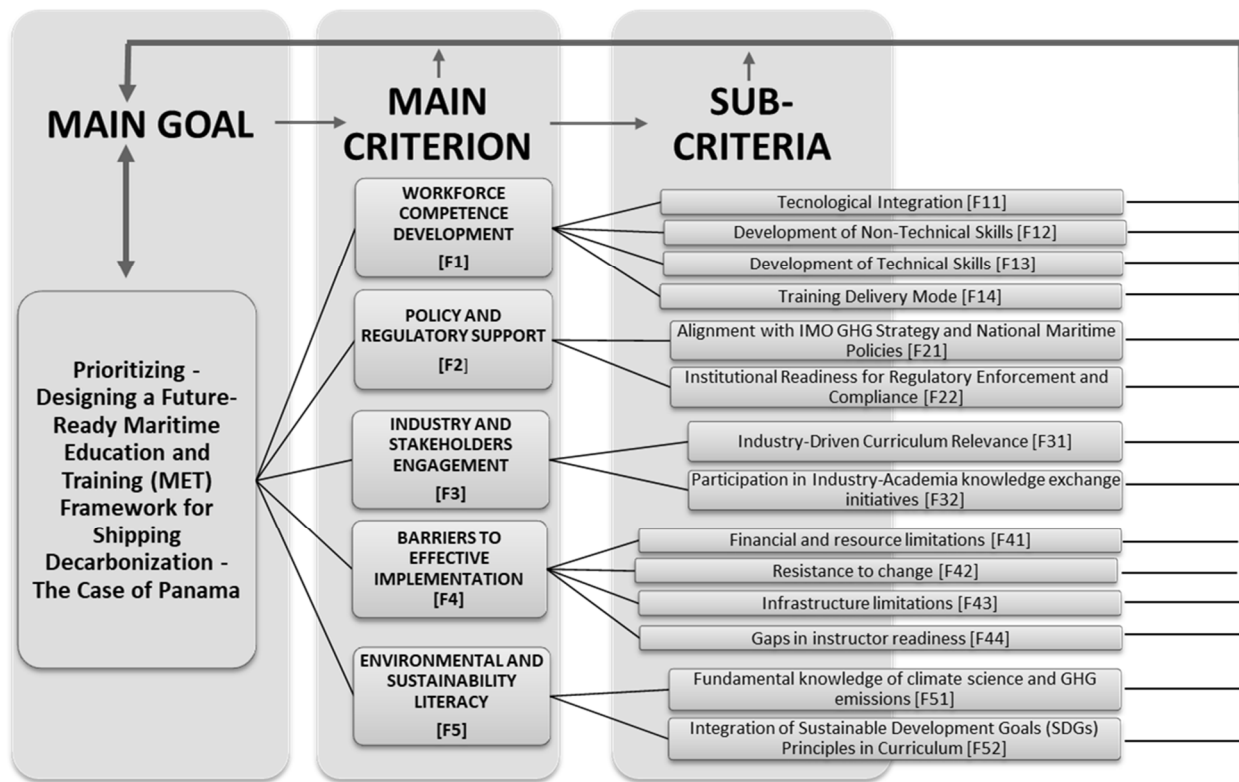 MAIN GOAL
MAIN
CRITERION
SUB-
CRITERIA
Prioritizing -
Designing a Future-
Ready Maritime
Education and
Training (MET)
Framework for
Shipping
Decarbonization -
The Case of Panama
WORKFORCE
COMPETENCE
DEVELOPMENT
[F1]
Tecnological Integration [F11]
Development of Non-Technical Skills [F12]
Development of Technical Skills [F13]
Training Delivery Mode [F14]
POLICY AND
REGULATORY SUPPORT
[F2]
Alignment with IMO GHG Strategy and National Maritime
Policies [F21]
Institutional Readiness for Regulatory Enforcement and
Compliance [F22]
INDUSTRY AND
STAKEHOLDERS
ENGAGEMENT
[F3]
Industry-Driven Curriculum Relevance [F31]
Participation in Industry-Academia knowledge exchange
initiatives [F32]
BARRIERS TO
EFFECTIVE
IMPLEMENTATION
[F4]
Financial and resource limitations [F41]
Resistance to change [F42]
Infrastructure limitations [F43]
Gaps in instructor readiness [F44]
ENVIRONMENTAL AND
SUSTAINABILITY
LITERACY
[F5]
Fundamental knowledge of climate science and GHG
emissions [F51]
Integration of Sustainable Development Goals (SDGs)
Principles in Curriculum [F52]